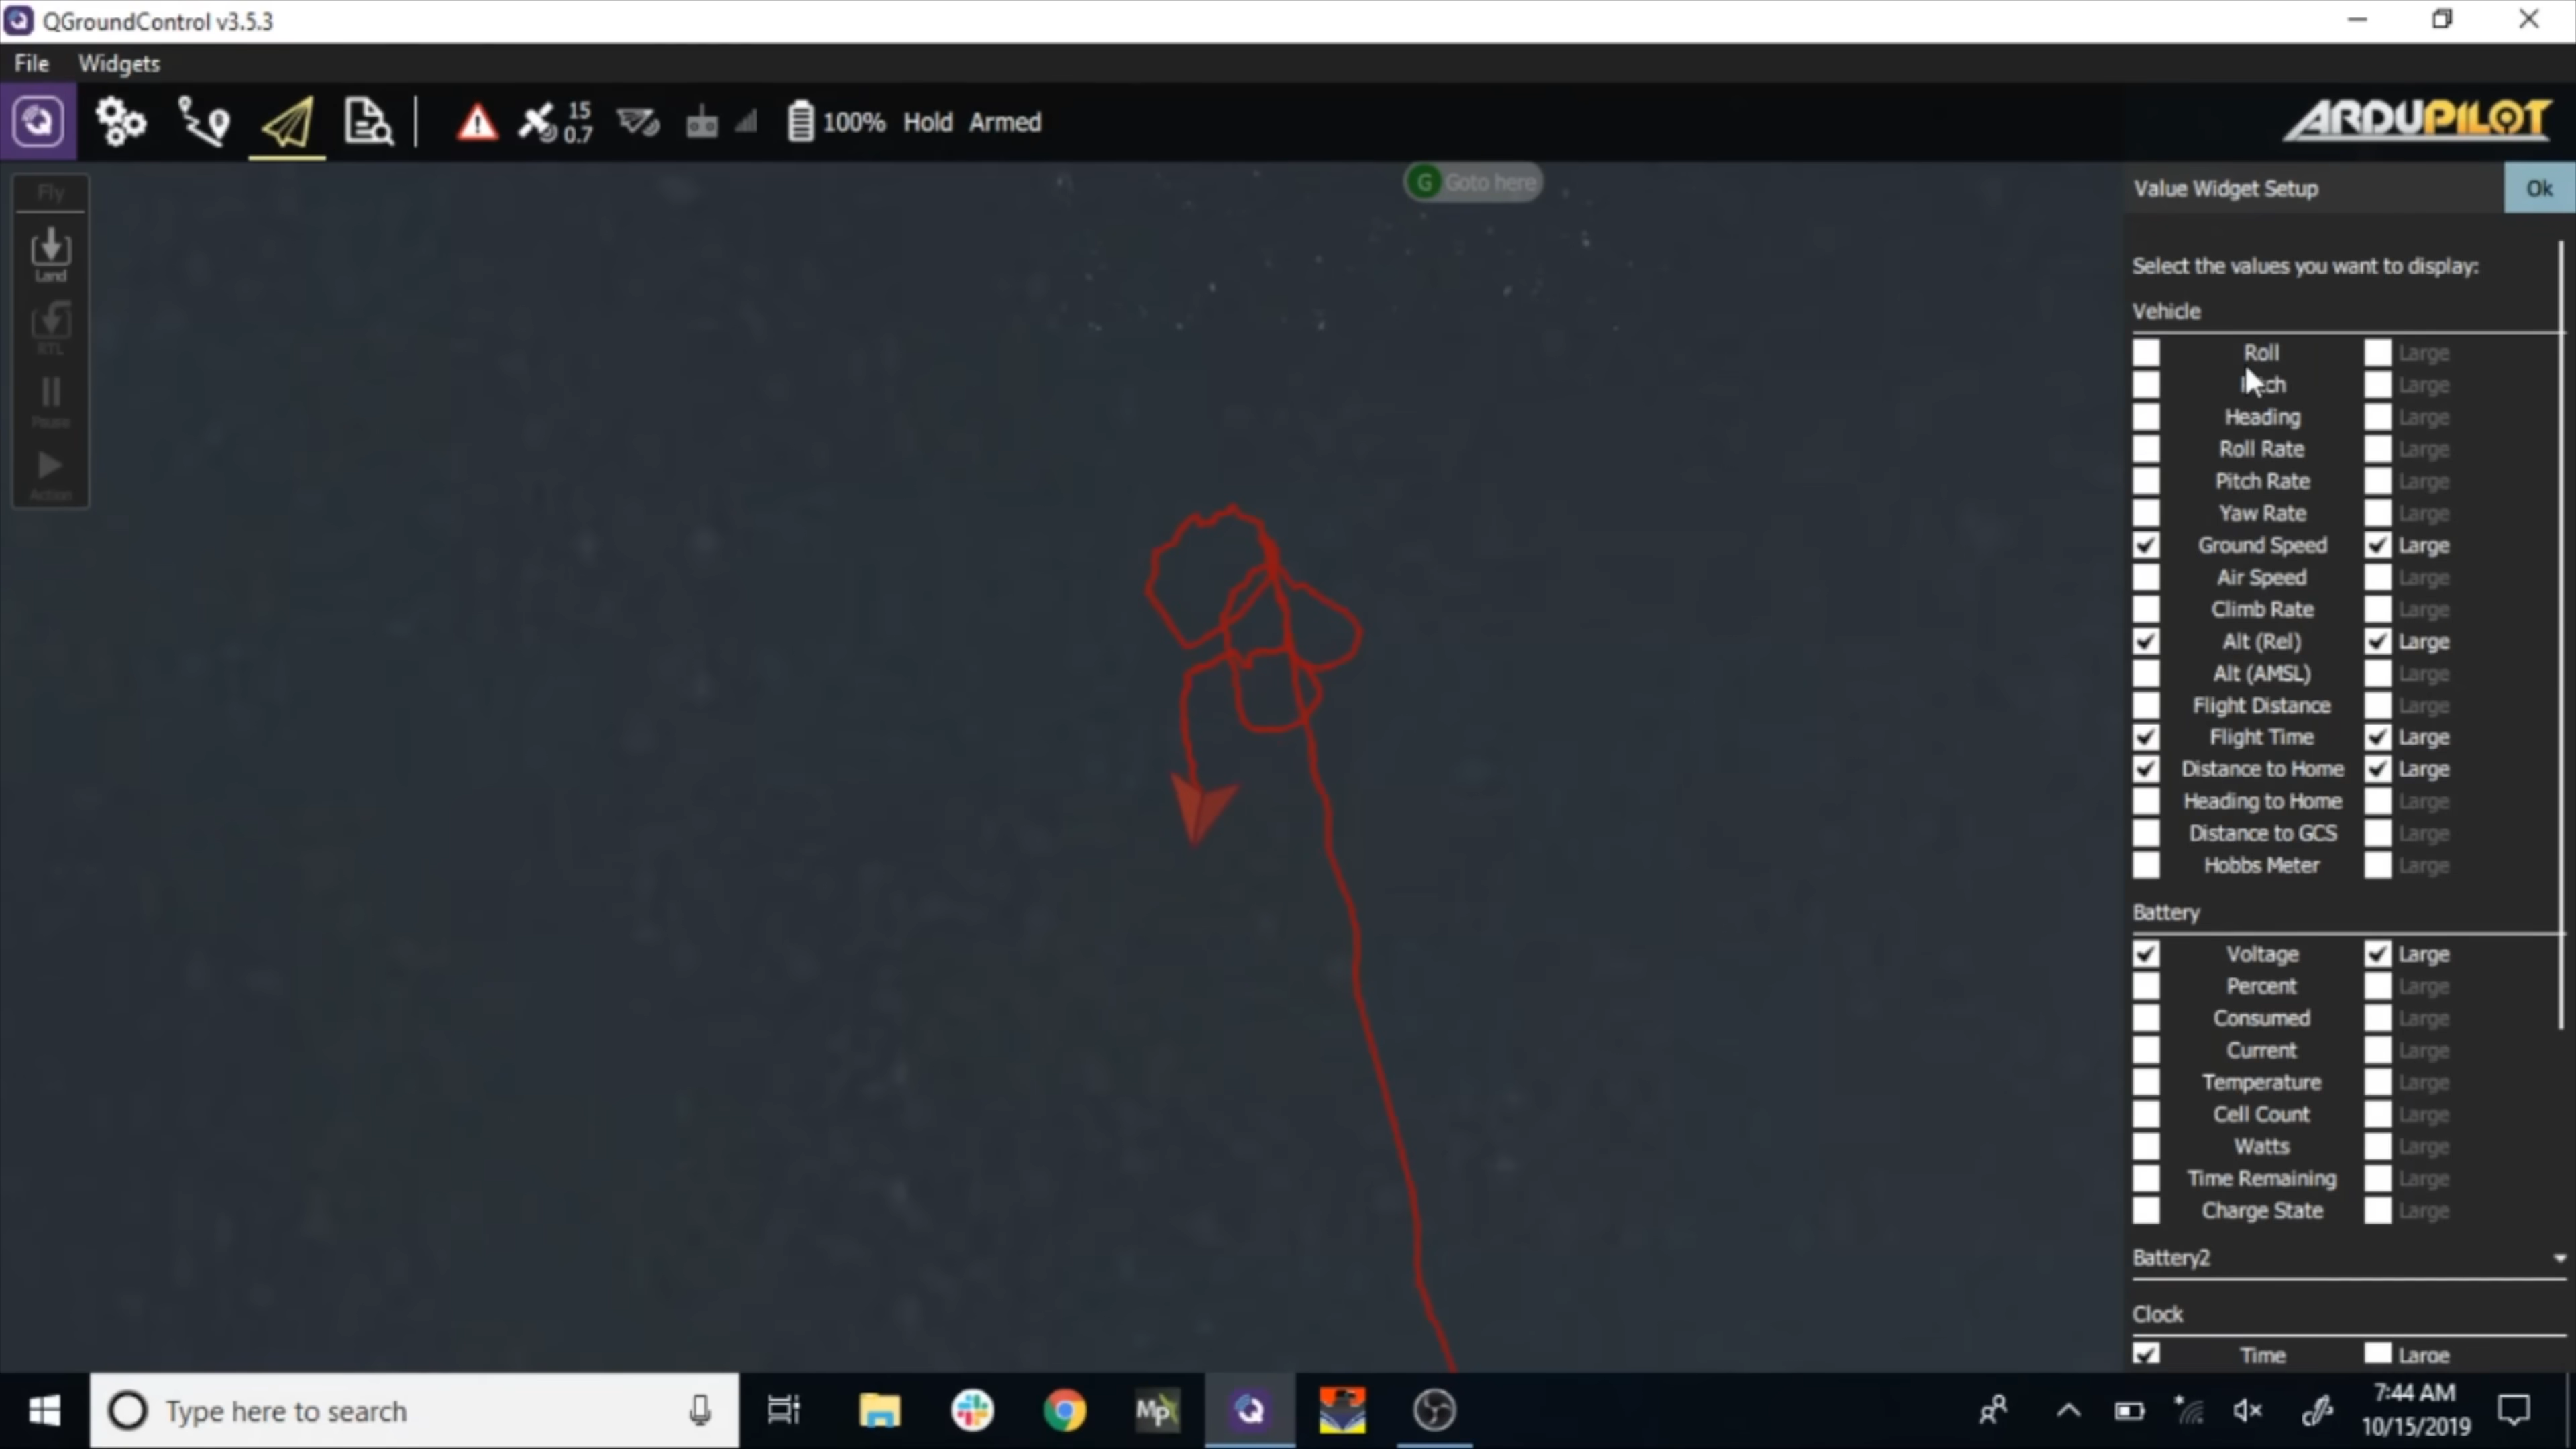 QGroundControl v3.5.3
File Widgets
15
0.7
100% Hold Armed
ARDUPILOT
Fly
Land
RTL
Pause
Action
G Goto here
Value Widget Setup Ok
Select the values you want to display:
Vehicle
Roll Large
Large
Heading Large
Roll Rate Large
Pitch Rate Large
Yaw Rate Large
Ground Speed Large
Air Speed Large
Climb Rate Large
Alt (Rel) Large
Alt (AMSL) Large
Flight Distance Large
Flight Time Large
Distance to Home Large
Heading to Home Large
Distance to GCS Large
Hobbs Meter Large
Battery
Voltage Large
Percent Large
Consumed Large
Current Large
Temperature Large
Cell Count Large
Watts Large
Time Remaining Large
Charge State Large
Battery2
Clock
Time Large
Type here to search
Mp
7:44 AM
10/15/2019